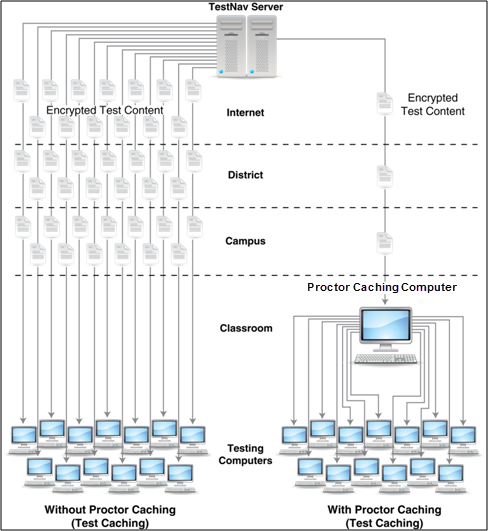 TestNav Server
Encrypted Test Content
Encrypted
Test Content
Internet
District
Campus
Proctor Caching Computer
Classroom
Testing
Computers
Without Proctor Caching
(Test Caching)
With Proctor Caching
(Test Caching)